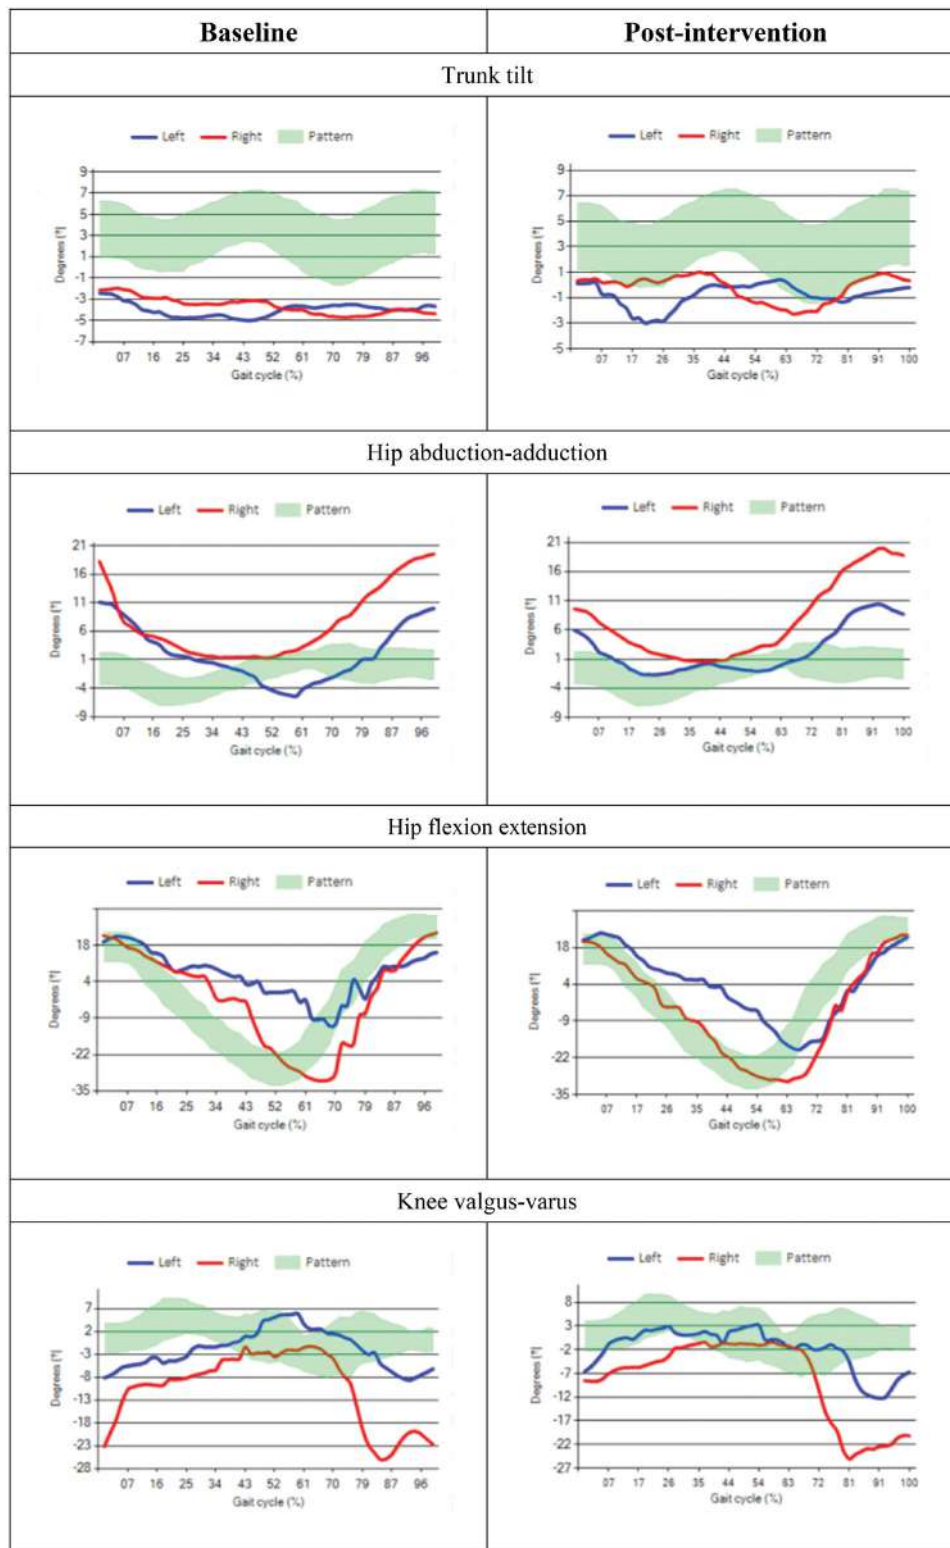 Baseline Post-intervention
Trunk tilt
Left Right Pattern
9
7
5
3
1
-1
-3
-5
-7
Degrees [°]
07 16 25 34 43 52 61 70 79 87 96
Gait cycle (%)
Left Right Pattern
9
7
5
3
1
-1
-3
-5
Degrees [°]
07 17 26 35 44 54 63 72 81 91 100
Gait cycle (%)
Hip abduction-adduction
Left Right Pattern
21
16
11
6
1
-4
-9
Degrees [°]
07 16 25 34 43 52 61 70 79 87 96
Gait cycle (%)
Left Right Pattern
21
16
11
6
1
-4
-9
Degrees [°]
07 17 26 35 44 54 63 72 81 91 100
Gait cycle (%)
Hip flexion extension
Left Right Pattern
18
4
-9
-22
-35
Degrees [°]
07 16 25 34 43 52 61 70 79 87 96
Gait cycle (%)
Left Right Pattern
18
4
-9
-22
-35
Degrees [°]
07 17 26 35 44 54 63 72 81 91 100
Gait cycle (%)
Knee valgus-varus
Left Right Pattern
7
2
-3
-8
-13
-18
-23
-28
Degrees [°]
07 16 25 34 43 52 61 70 79 87 96
Gait cycle (%)
Left Right Pattern
8
3
-2
-7
-12
-17
-22
-27
Degrees [°]
07 17 26 35 44 54 63 72 81 91 100
Gait cycle (%)